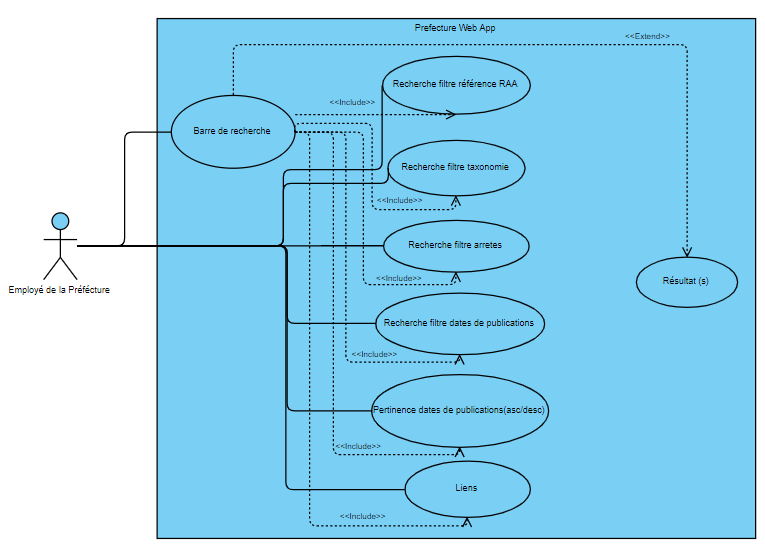 Prefecture Web App
<<Extend>>
Recherche filtre référence RAA
<<Include>>
Barre de recherche
Recherche filtre taxonomie
<<Include>>
Recherche filtre arretes
<<Include>>
Résultat (s)
Employé de la Préfécture
Recherche filtre dates de publications
<<Include>>
Pertinence dates de publications(asc/desc)
<<Include>>
Liens
<<Include>>